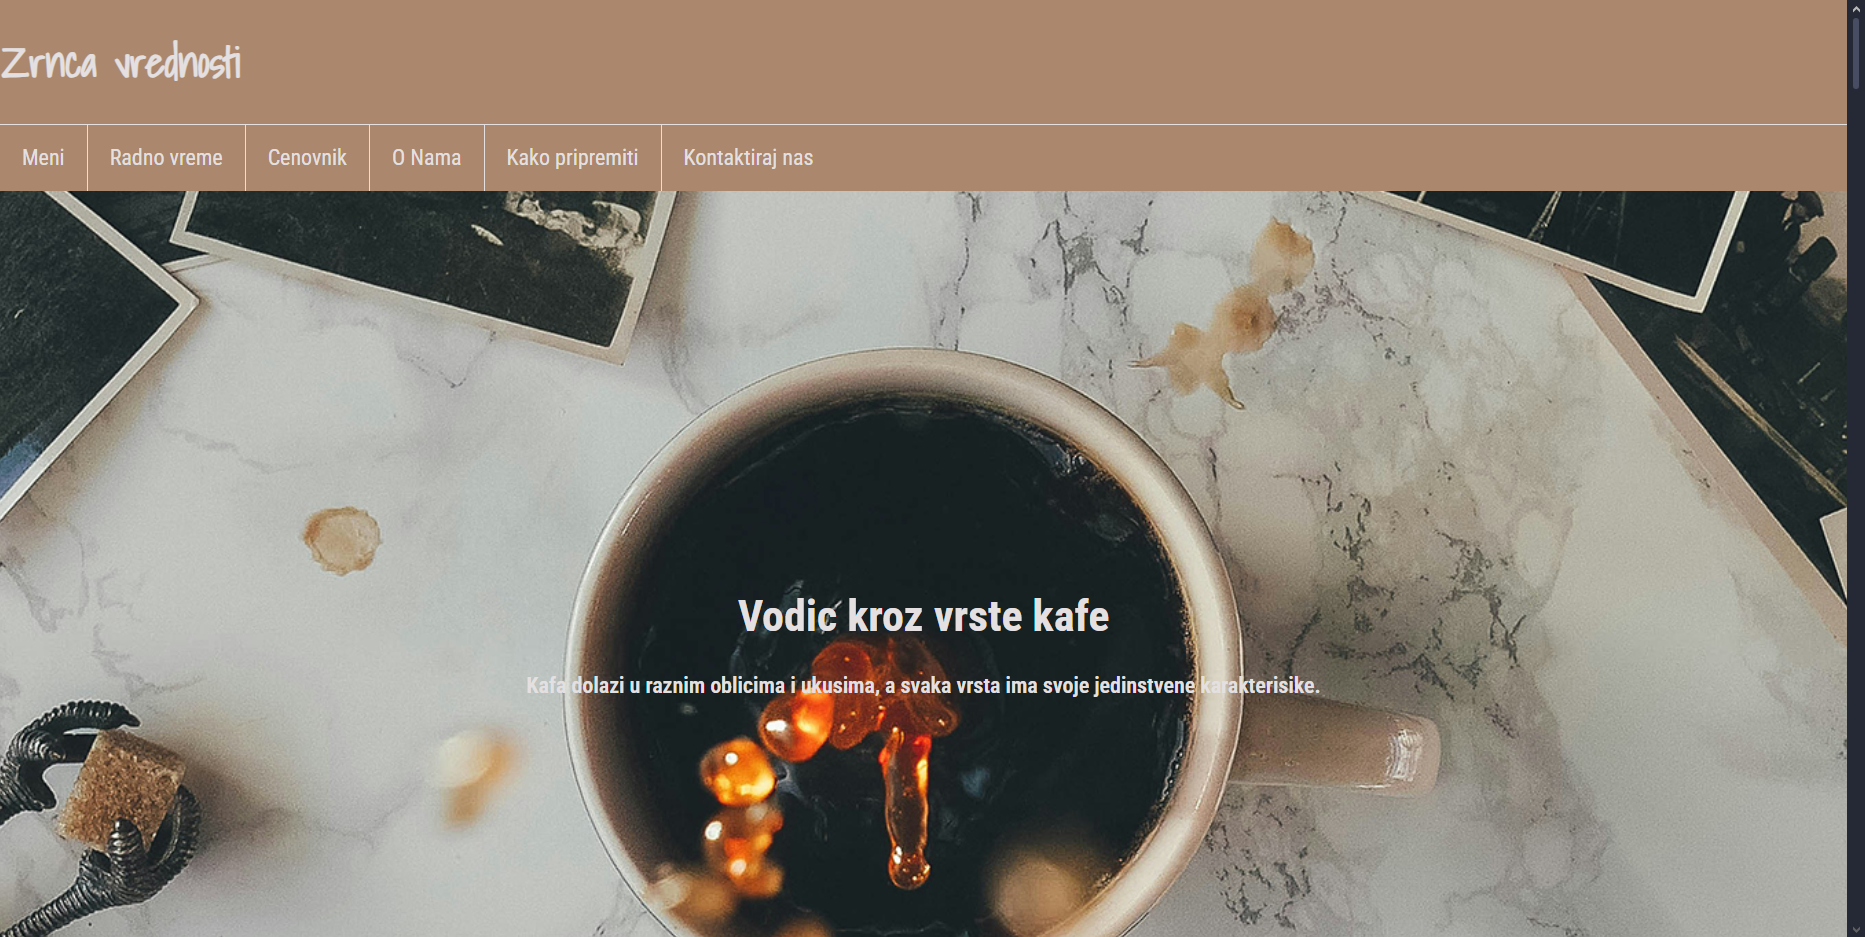 Zrnca vrednosti
Meni Radno vreme Cenovnik O Nama Kako pripremiti Kontaktiraj nas
Vodic kroz vrste kafe
Kafa dolazi u raznim oblicima i ukusima, a svaka vrsta ima svoje jedinstvene karakterisike.